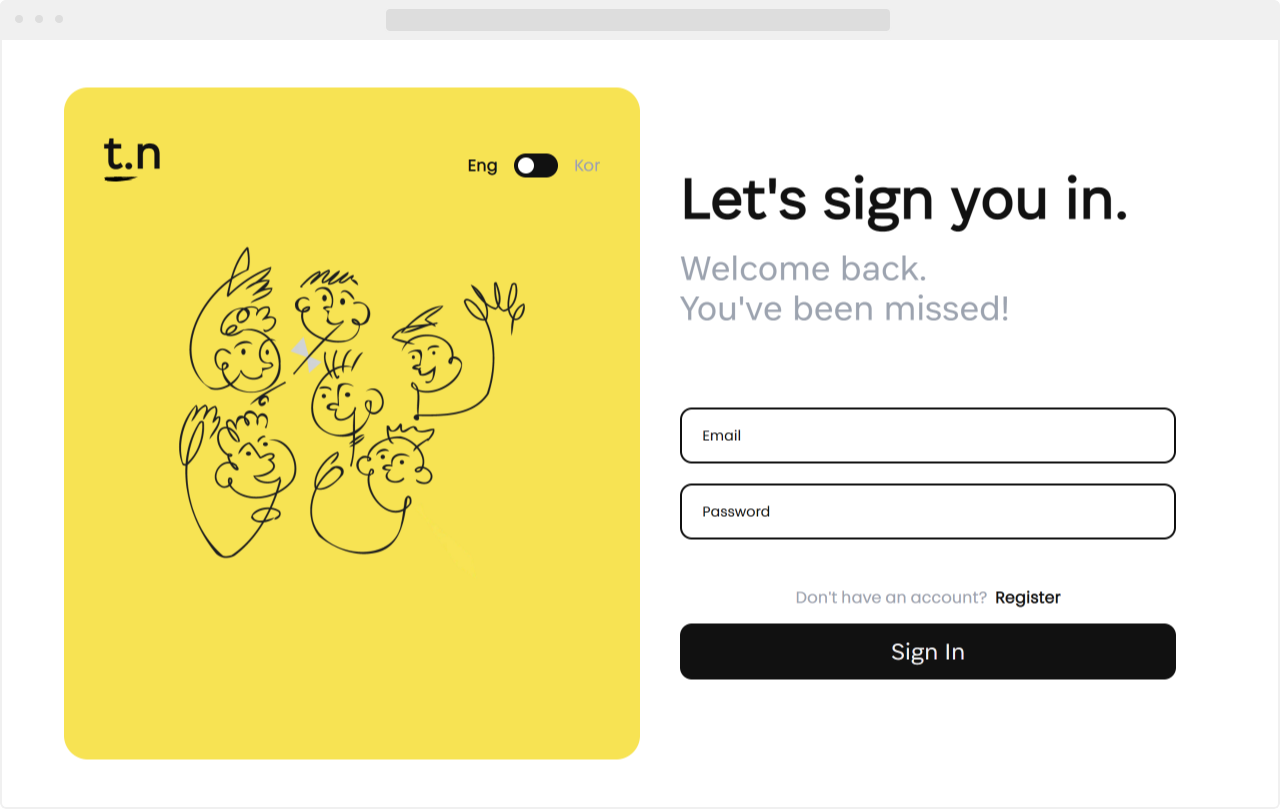 t.n
Eng
Kor
Let's sign you in.
Welcome back.
You've been missed!
Email
Password
Don't have an account? Register
Sign In